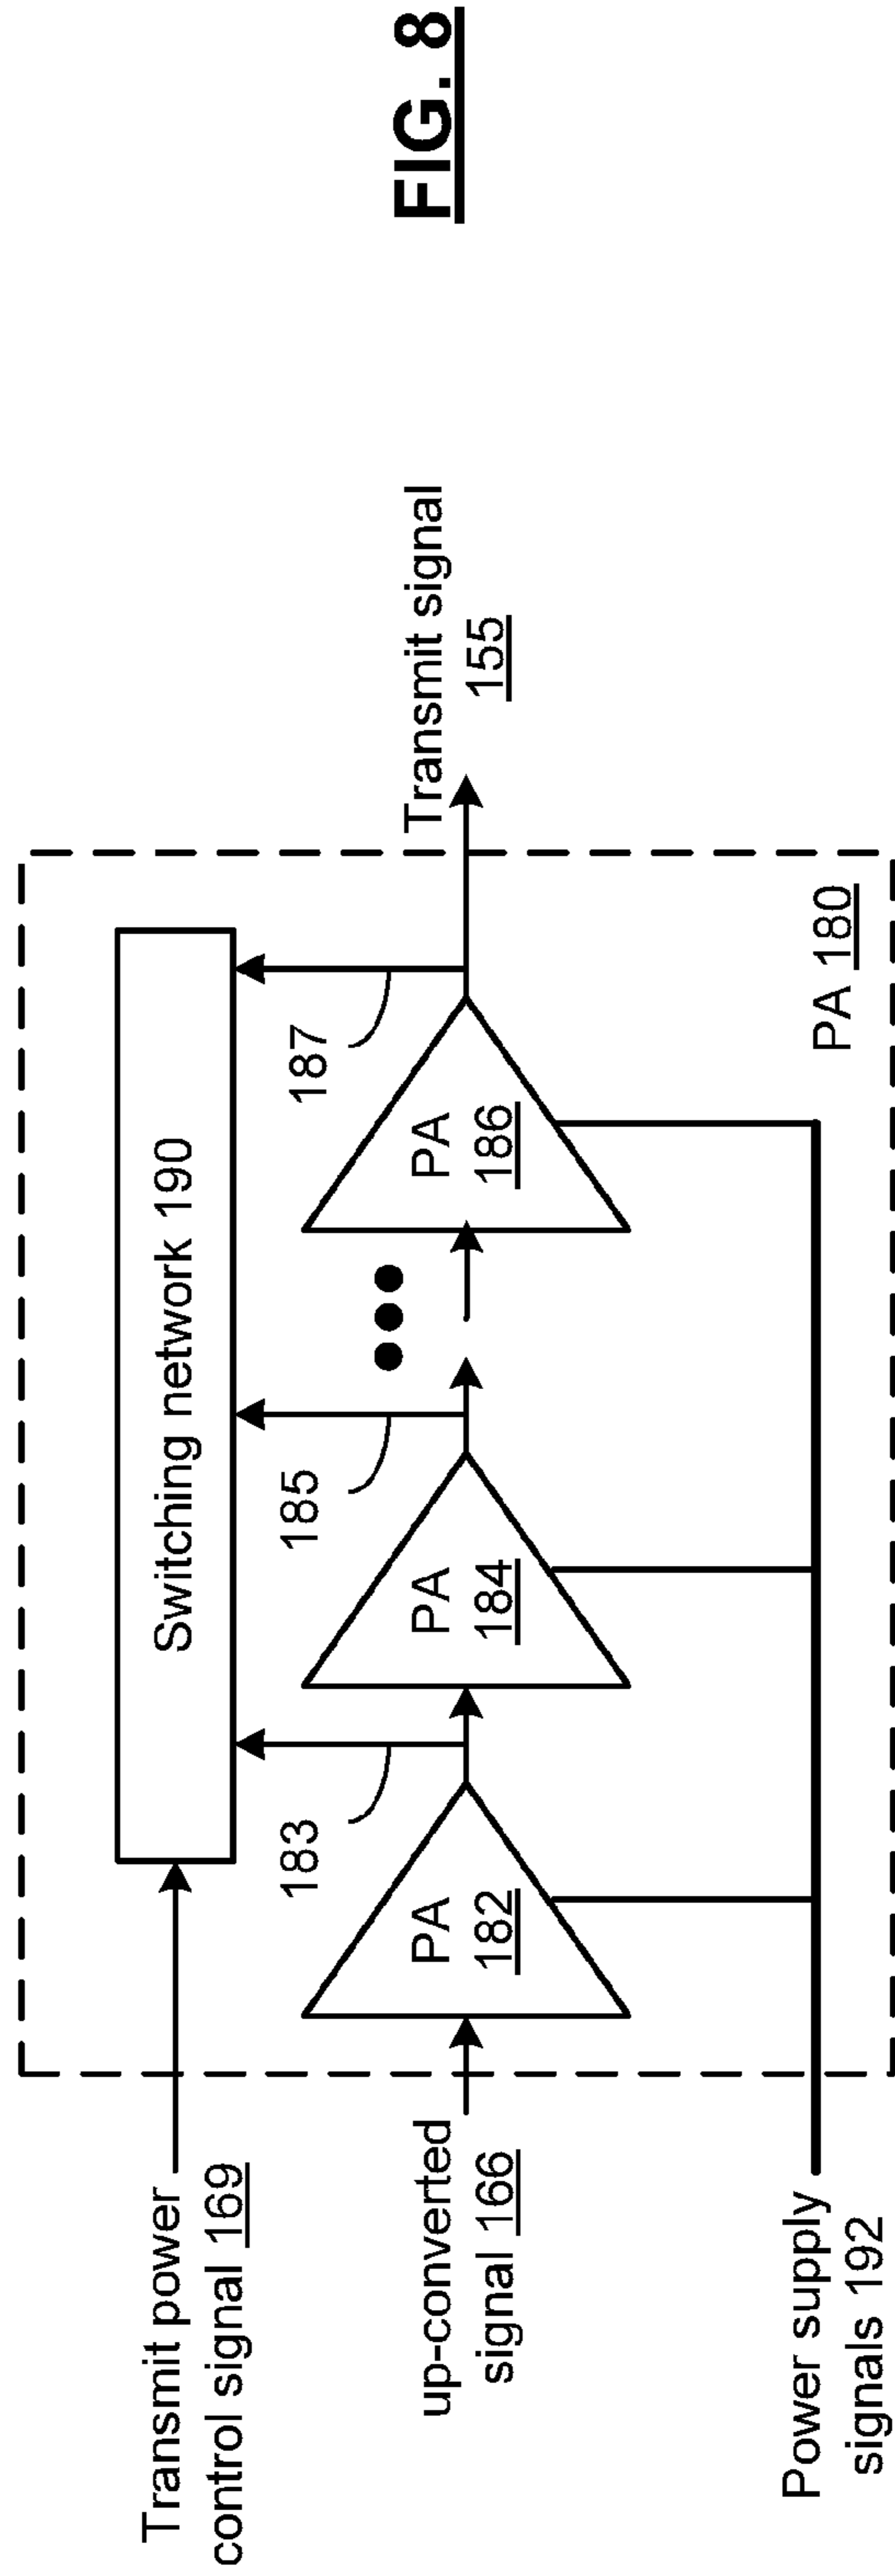 Transmit power
control signal 169
Switching network 190
183
185
187
up-converted
signal 166
PA
182
PA
184
PA
186
Transmit signal
155
Power supply
signals 192
PA 180
FIG. 8